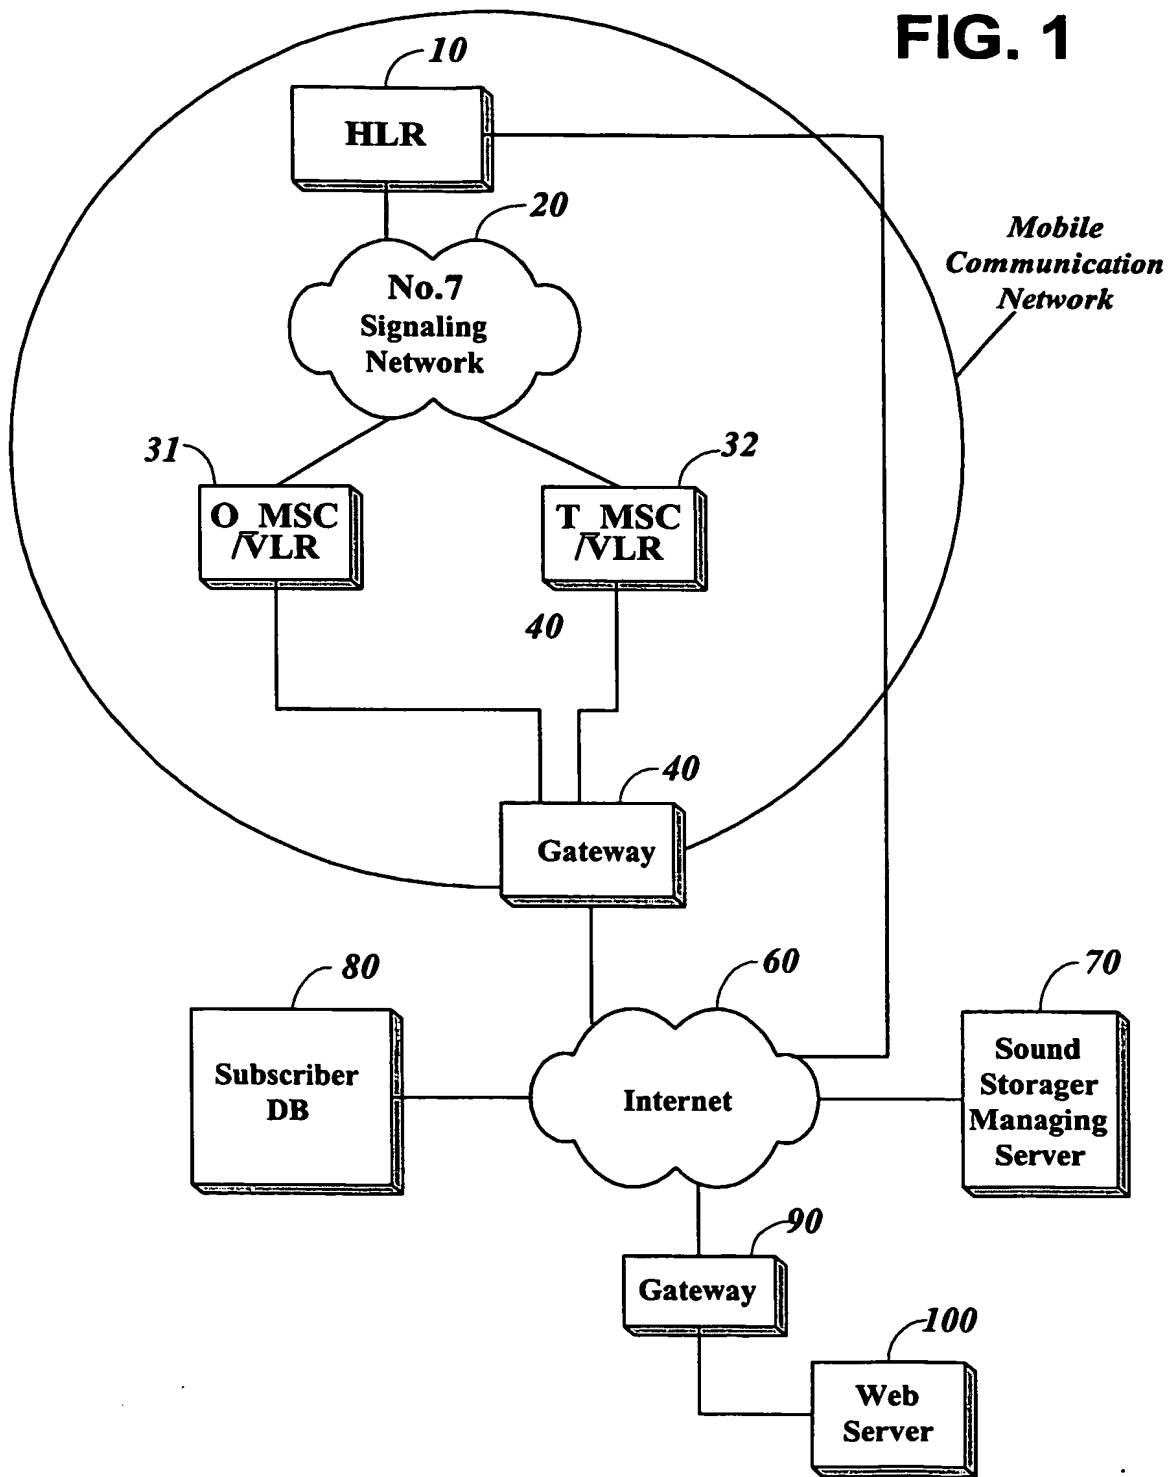 FIG. 1
10
HLR
20
No.7
Signaling
Network
Mobile
Communication
Network
31
O_MSC
/VLR
32
T_MSC
/VLR
40
40
Gateway
80
Subscriber
DB
60
Internet
70
Sound
Storager
Managing
Server
90
Gateway
100
Web
Server